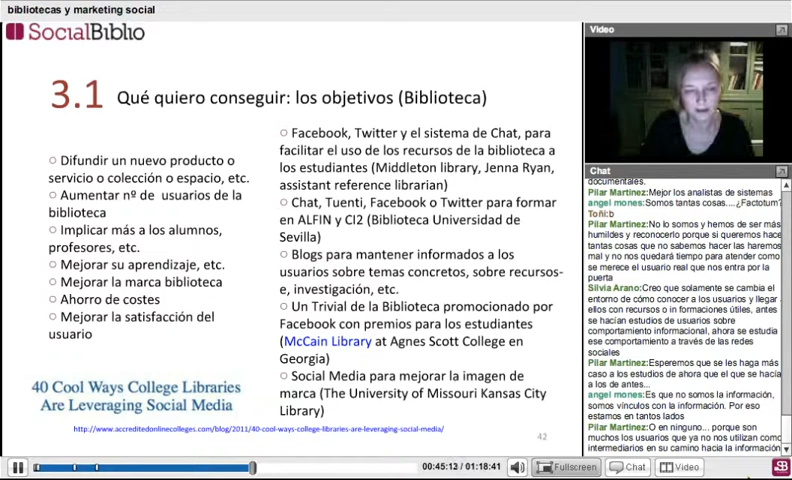 bibliotecas y marketing social
SocialBiblio
3.1 Qué quiero conseguir: los objetivos (Biblioteca)
○ Difundir un nuevo producto o
servicio o colección o espacio, etc.
○ Aumentar nº de usuarios de la
biblioteca
○ Implicar más a los alumnos,
profesores, etc.
○ Mejorar su aprendizaje, etc.
○ Mejorar la marca biblioteca
○ Ahorro de costes
○ Mejorar la satisfacción del
usuario
○ Facebook, Twitter y el sistema de Chat, para
facilitar el uso de los recursos de la biblioteca a
los estudiantes (Middleton library, Jenna Ryan,
assistant reference librarian)
○ Chat, Tuenti, Facebook o Twitter para formar
en ALFIN y CI2 (Biblioteca Universidad de
Sevilla)
○ Blogs para mantener informados a los
usuarios sobre temas concretos, sobre recursos-
e, investigación, etc.
○ Un Trivial de la Biblioteca promocionado por
Facebook con premios para los estudiantes
(McCain Library at Agnes Scott College en
Georgia)
○ Social Media para mejorar la imagen de
marca (The University of Missouri Kansas City
Library)
40 Cool Ways College Libraries
Are Leveraging Social Media
http://www.accreditedonlinecolleges.com/blog/2011/40-cool-ways-college-libraries-are-leveraging-social-media/
42
Video
Chat
documentales.
Pilar Martinez:Mejor los analistas de sistemas
angel mones:Somos tantas cosas....¿Factotum?
Toñi:b
Pilar Martinez:No lo somos y hemos de ser más
humildes y reconocerlo porque si queremos hace
tantas cosas que no sabemos hacer las haremos
mal y no nos quedará tiempo para atender como
se merece el usuario real que nos entra por la
puerta
Silvia Arano:Creo que solamente se cambia el
entorno de cómo conocer a los usuarios y llegar
ellos con recursos o in formaciones útiles, antes
se hacían estudios de usuarios sobre
comportamiento informacional, ahora se estudia
ese comportamiento a través de las redes
sociales
Pilar Martinez:Esperemos que se les haga más
caso a los estudios de ahora que el que se hacía
a los de antes...
angel mones:Es que no somos la información,
somos vínculos con la información. Por eso
estamos en tantos lados
Pilar Martinez:O en ninguno... porque son
muchos los usuarios que ya no nos utilizan como
intermediarios en su camino hacia la información
00:45:12 / 01:18:41
Fullscreen
Chat
Video
SB